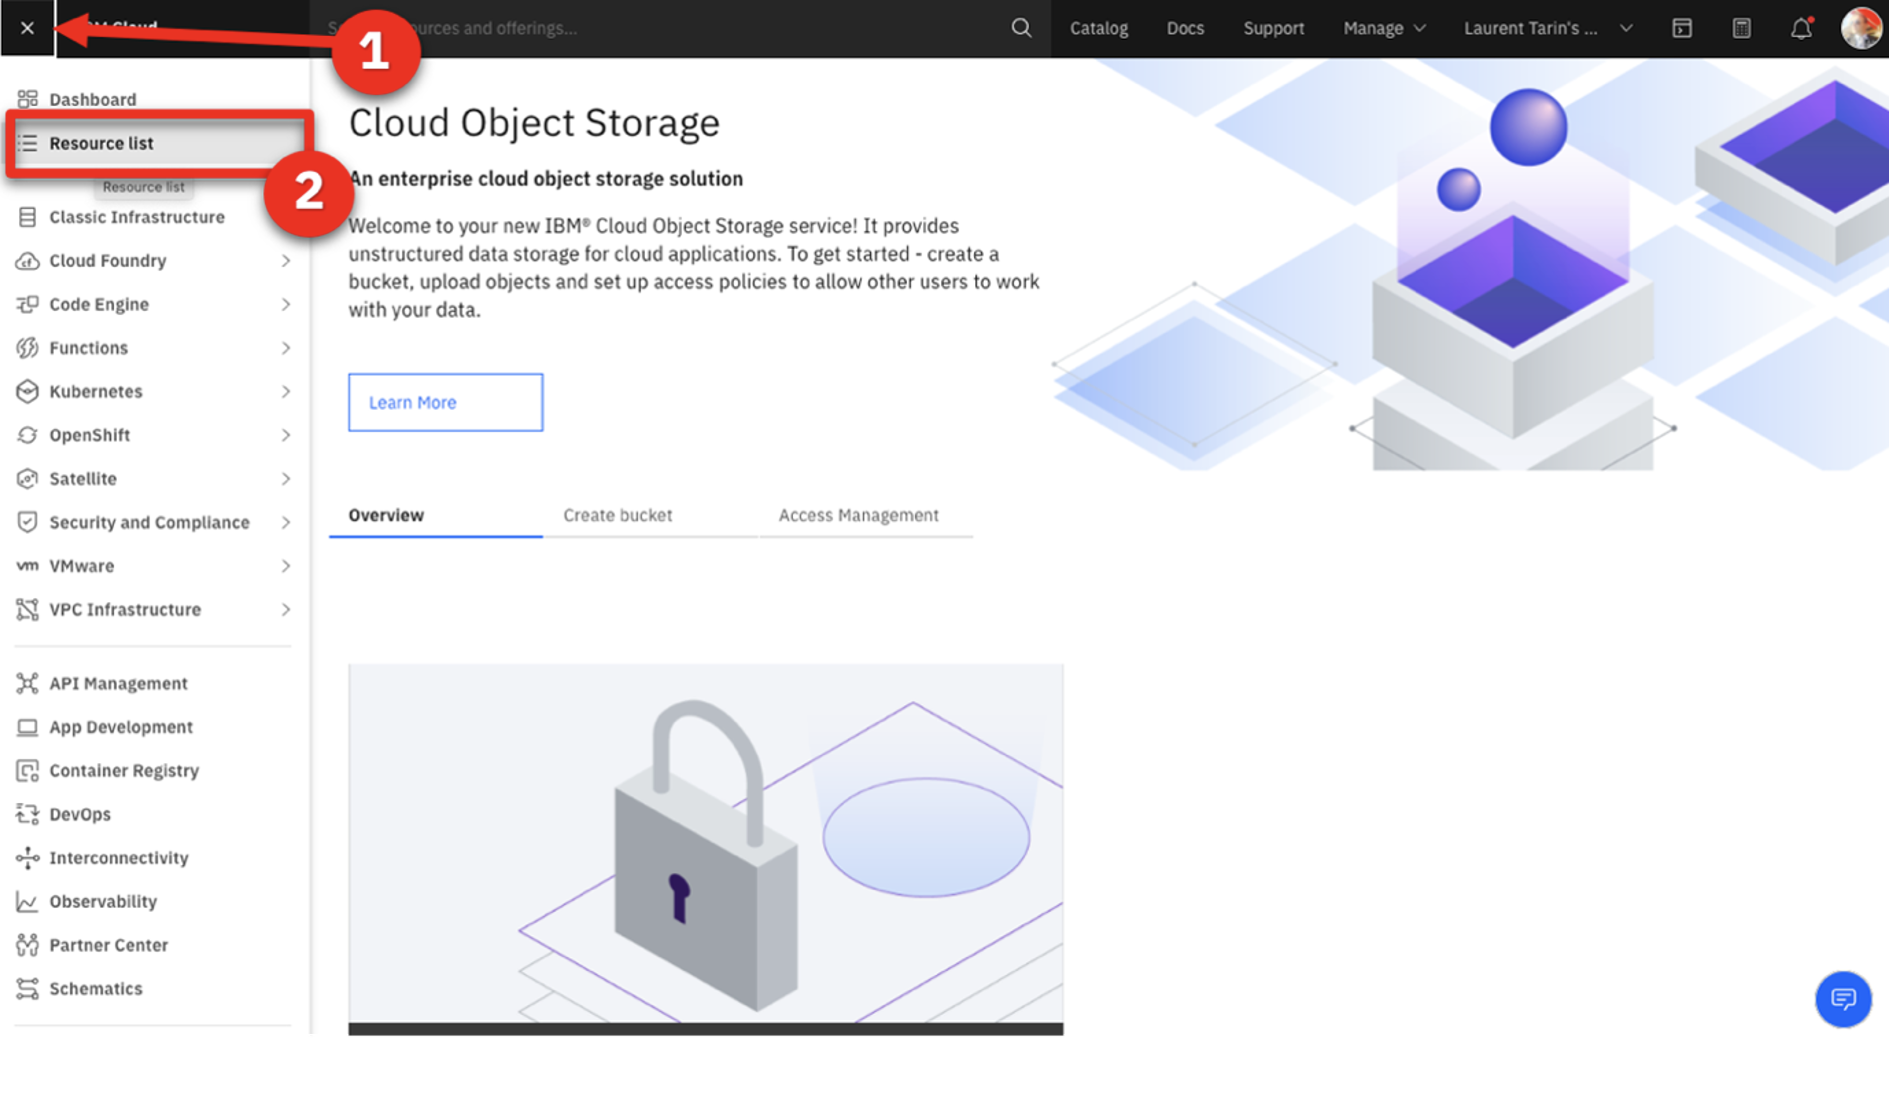 Cloud
resources and offerings...
Catalog
Docs
Support
Manage
Laurent Tarin's ...
1
Dashboard
Resource list
Resource list
2
Classic Infrastructure
Cloud Foundry
Code Engine
Functions
Kubernetes
OpenShift
Satellite
Security and Compliance
vm VMware
VPC Infrastructure
API Management
App Development
Container Registry
DevOps
Interconnectivity
Observability
Partner Center
Schematics
Cloud Object Storage
An enterprise cloud object storage solution
Welcome to your new IBM® Cloud Object Storage service! It provides
unstructured data storage for cloud applications. To get started - create a
bucket, upload objects and set up access policies to allow other users to work
with your data.
Learn More
Overview
Create bucket
Access Management